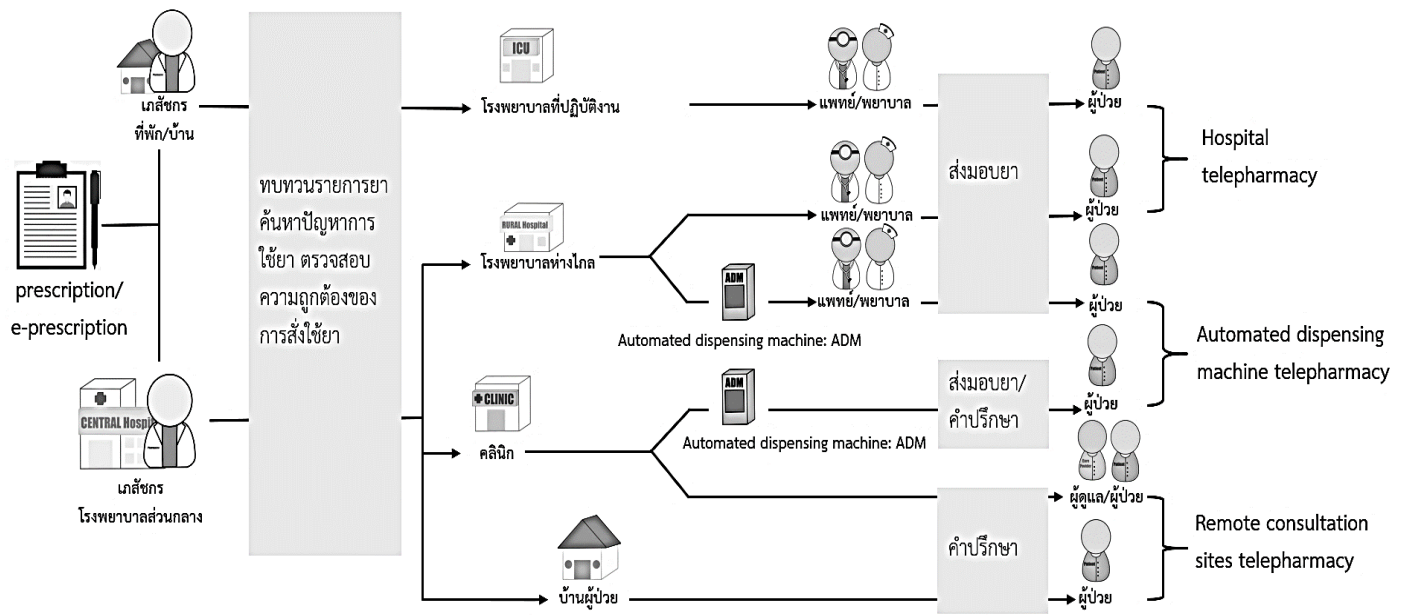 เภสัชกร
ที่พัก/บ้าน
prescription/
e-prescription
CENTRAL Hospi
เภสัชกร
โรงพยาบาลส่วนกลาง
ทบทวนรายการยา
ค้นหาปัญหาการ
ใช้ยา ตรวจสอบ
ความถูกต้องของ
การสั่งใช้ยา
ICU
โรงพยาบาลที่ปฏิบัติงาน
แพทย์/พยาบาล
Patient
ผู้ป่วย
RURAL Hospital
โรงพยาบาลห่างไกล
แพทย์/พยาบาล
Patient
ผู้ป่วย
ADM
Automated dispensing machine: ADM
แพทย์/พยาบาล
Patient
ผู้ป่วย
ส่งมอบยา
Hospital
telepharmacy
CLINIC
คลินิก
ADM
Automated dispensing machine: ADM
ส่งมอบยา/
คำปรึกษา
Patient
ผู้ป่วย
Automated dispensing
machine telepharmacy
Patient
ผู้ดูแล/ผู้ป่วย
บ้านผู้ป่วย
คำปรึกษา
Patient
ผู้ป่วย
Remote consultation
sites telepharmacy